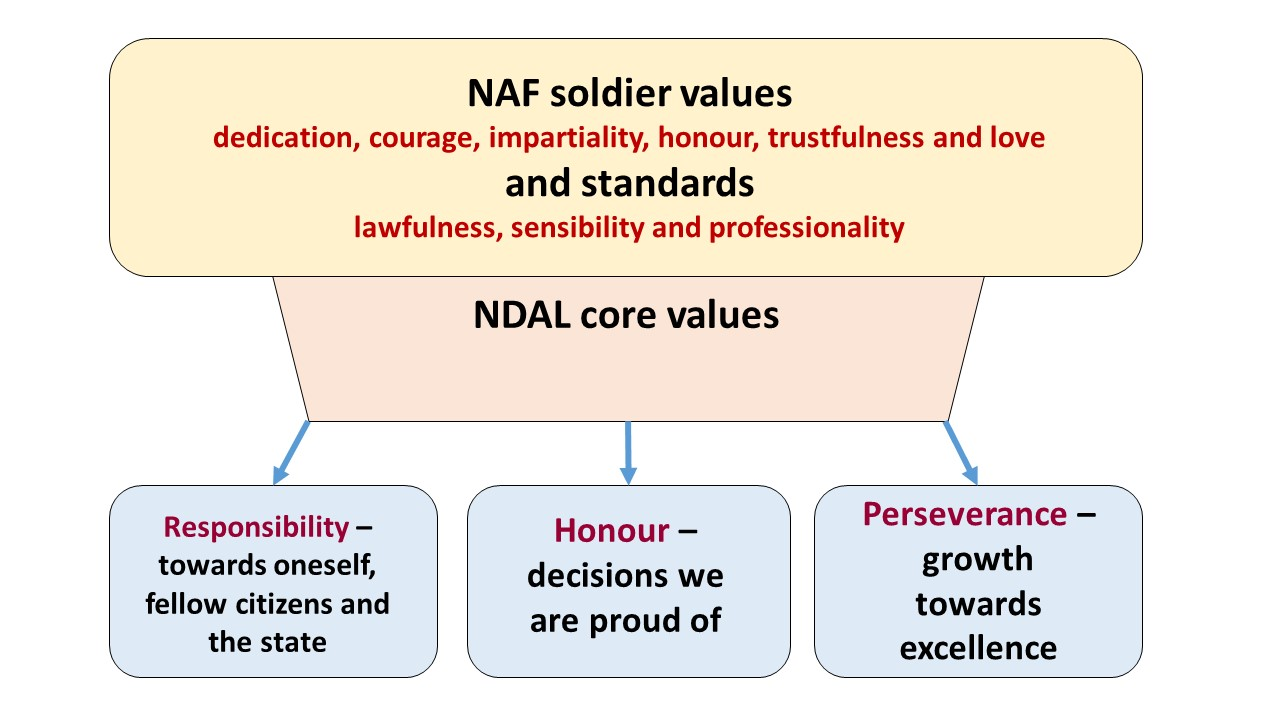 NAF soldier values
dedication, courage, impartiality, honour, trustfulness and love
and standards
lawfulness, sensibility and professionality
NDAL core values
Responsibility –
towards oneself,
fellow citizens and
the state
Honour –
decisions we
are proud of
Perseverance –
growth
towards
excellence